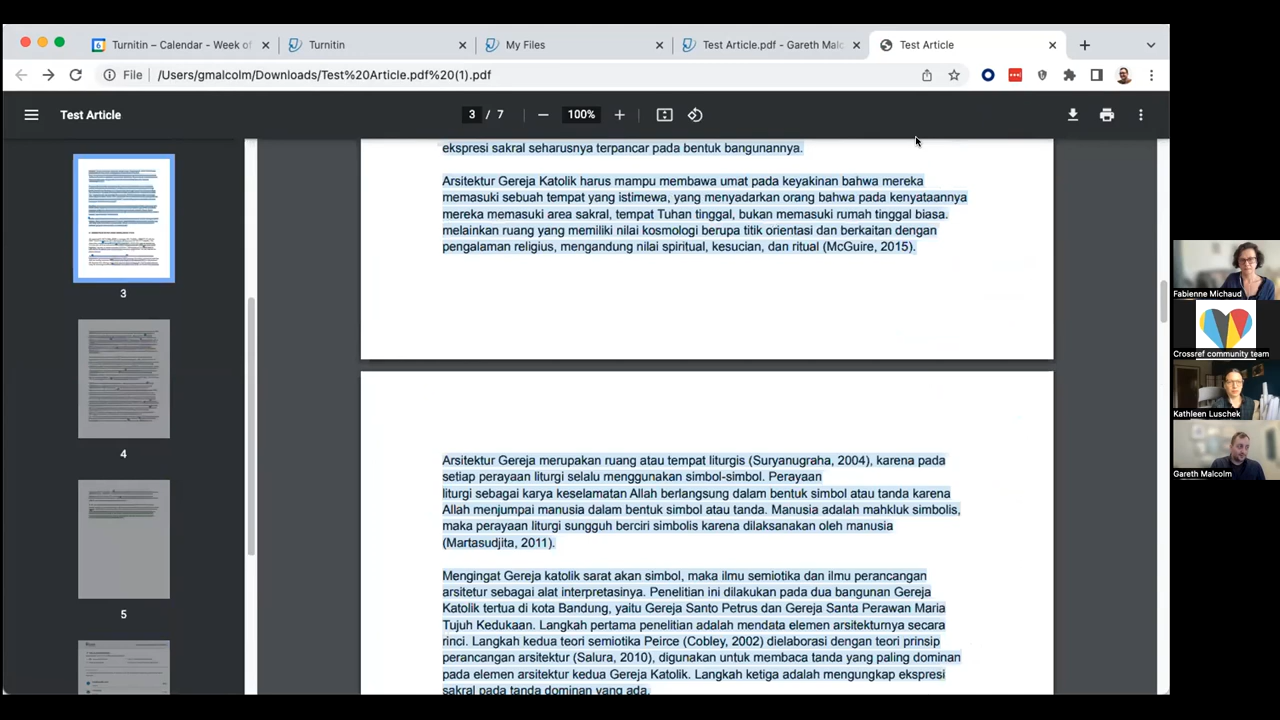 Turnitin – Calendar - Week of
Turnitin
My Files
Test Article.pdf - Gareth Malc
Test Article
File
/Users/gmalcolm/Downloads/Test%20Article.pdf%20(1).pdf
Test Article
3 / 7
100%
3
4
5
ekspresi sakral seharusnya terpancar pada bentuk bangunannya.
Arsitektur Gereja Katolik harus mampu membawa umat pada keyakinan bahwa mereka
memasuki sebuah tempat yang istimewa, yang menyadarkan orang bahwa pada kenyataannya
mereka memasuki area sakral, tempat Tuhan tinggal, bukan memasuki rumah tinggal biasa.
melainkan ruang yang memiliki nilai kosmologi berupa titik orientasi dan berkaitan dengan
pengalaman religius, mengandung nilai spiritual, kesucian, dan ritual (McGuire, 2015).
Arsitektur Gereja merupakan ruang atau tempat liturgis (Suryanugraha, 2004), karena pada
setiap perayaan liturgi selalu menggunakan simbol-simbol. Perayaan
liturgi sebagai karya keselamatan Allah berlangsung dalam bentuk simbol atau tanda karena
Allah menjumpai manusia dalam bentuk simbol atau tanda. Manusia adalah mahkluk simbolis,
maka perayaan liturgi sungguh berciri simbolis karena dilaksanakan oleh manusia
(Martasudjita, 2011).
Mengingat Gereja katolik sarat akan simbol, maka ilmu semiotika dan ilmu perancangan
arsitetur sebagai alat interpretasinya. Penelitian ini dilakukan pada dua bangunan Gereja
Katolik tertua di kota Bandung, yaitu Gereja Santo Petrus dan Gereja Santa Perawan Maria
Tujuh Kedukaan. Langkah pertama penelitian adalah mendata elemen arsitekturnya secara
rinci. Langkah kedua teori semiotika Peirce (Cobley, 2002) dielaborasi dengan teori prinsip
perancangan arsitektur (Salura, 2010), digunakan untuk membaca tanda yang paling dominan
pada elemen arsitektur kedua Gereja Katolik. Langkah ketiga adalah mengungkap ekspresi
sakral pada tanda dominan yang ada.
Fabienne Michaud
Crossref community team
Kathleen Luschek
Gareth Malcolm